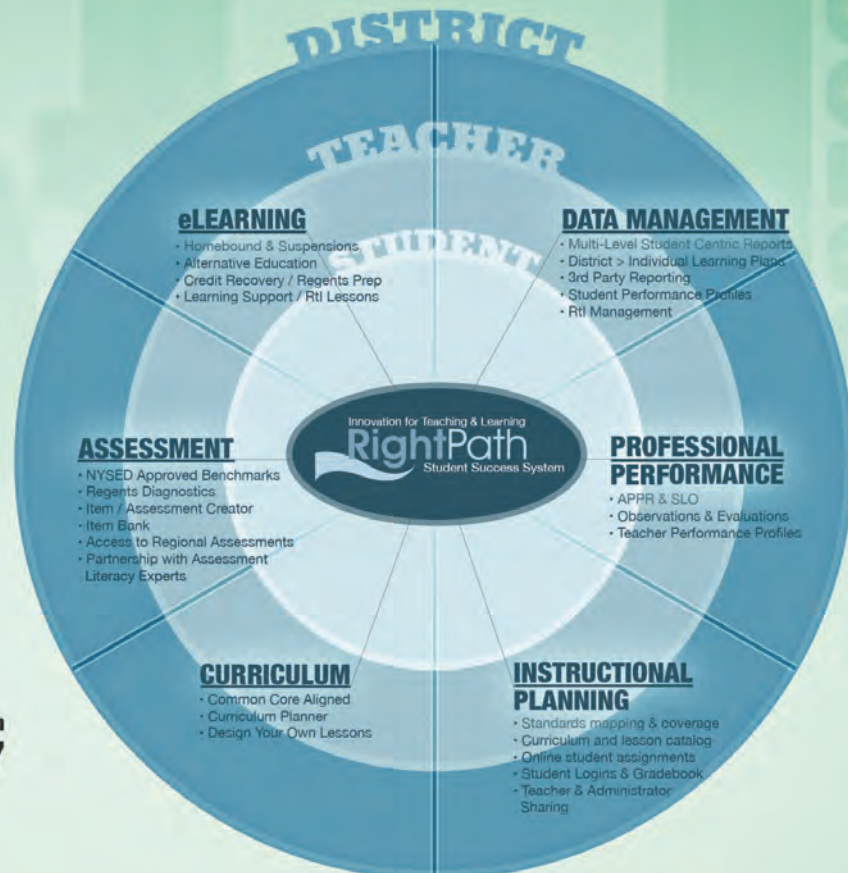 DISTRICT
TEACHER
STUDENT
eLEARNING
• Homebound & Suspensions
• Alternative Education
• Credit Recovery / Regents Prep
• Learning Support / RtI Lessons
DATA MANAGEMENT
• Multi-Level Student Centric Reports
• District > Individual Learning Plans
• 3rd Party Reporting
• Student Performance Profiles
• RtI Management
Innovation for Teaching & Learning
RightPath
Student Success System
ASSESSMENT
• NYSED Approved Benchmarks
• Regents Diagnostics
• Item / Assessment Creator
• Item Bank
• Access to Regional Assessments
• Partnership with Assessment
Literacy Experts
PROFESSIONAL
PERFORMANCE
• APPR & SLO
• Observations & Evaluations
• Teacher Performance Profiles
CURRICULUM
• Common Core Aligned
• Curriculum Planner
• Design Your Own Lessons
INSTRUCTIONAL
PLANNING
• Standards mapping & coverage
• Curriculum and lesson catalog
• Online student assignments
• Student Logins & Gradebook
• Teacher & Administrator
Sharing